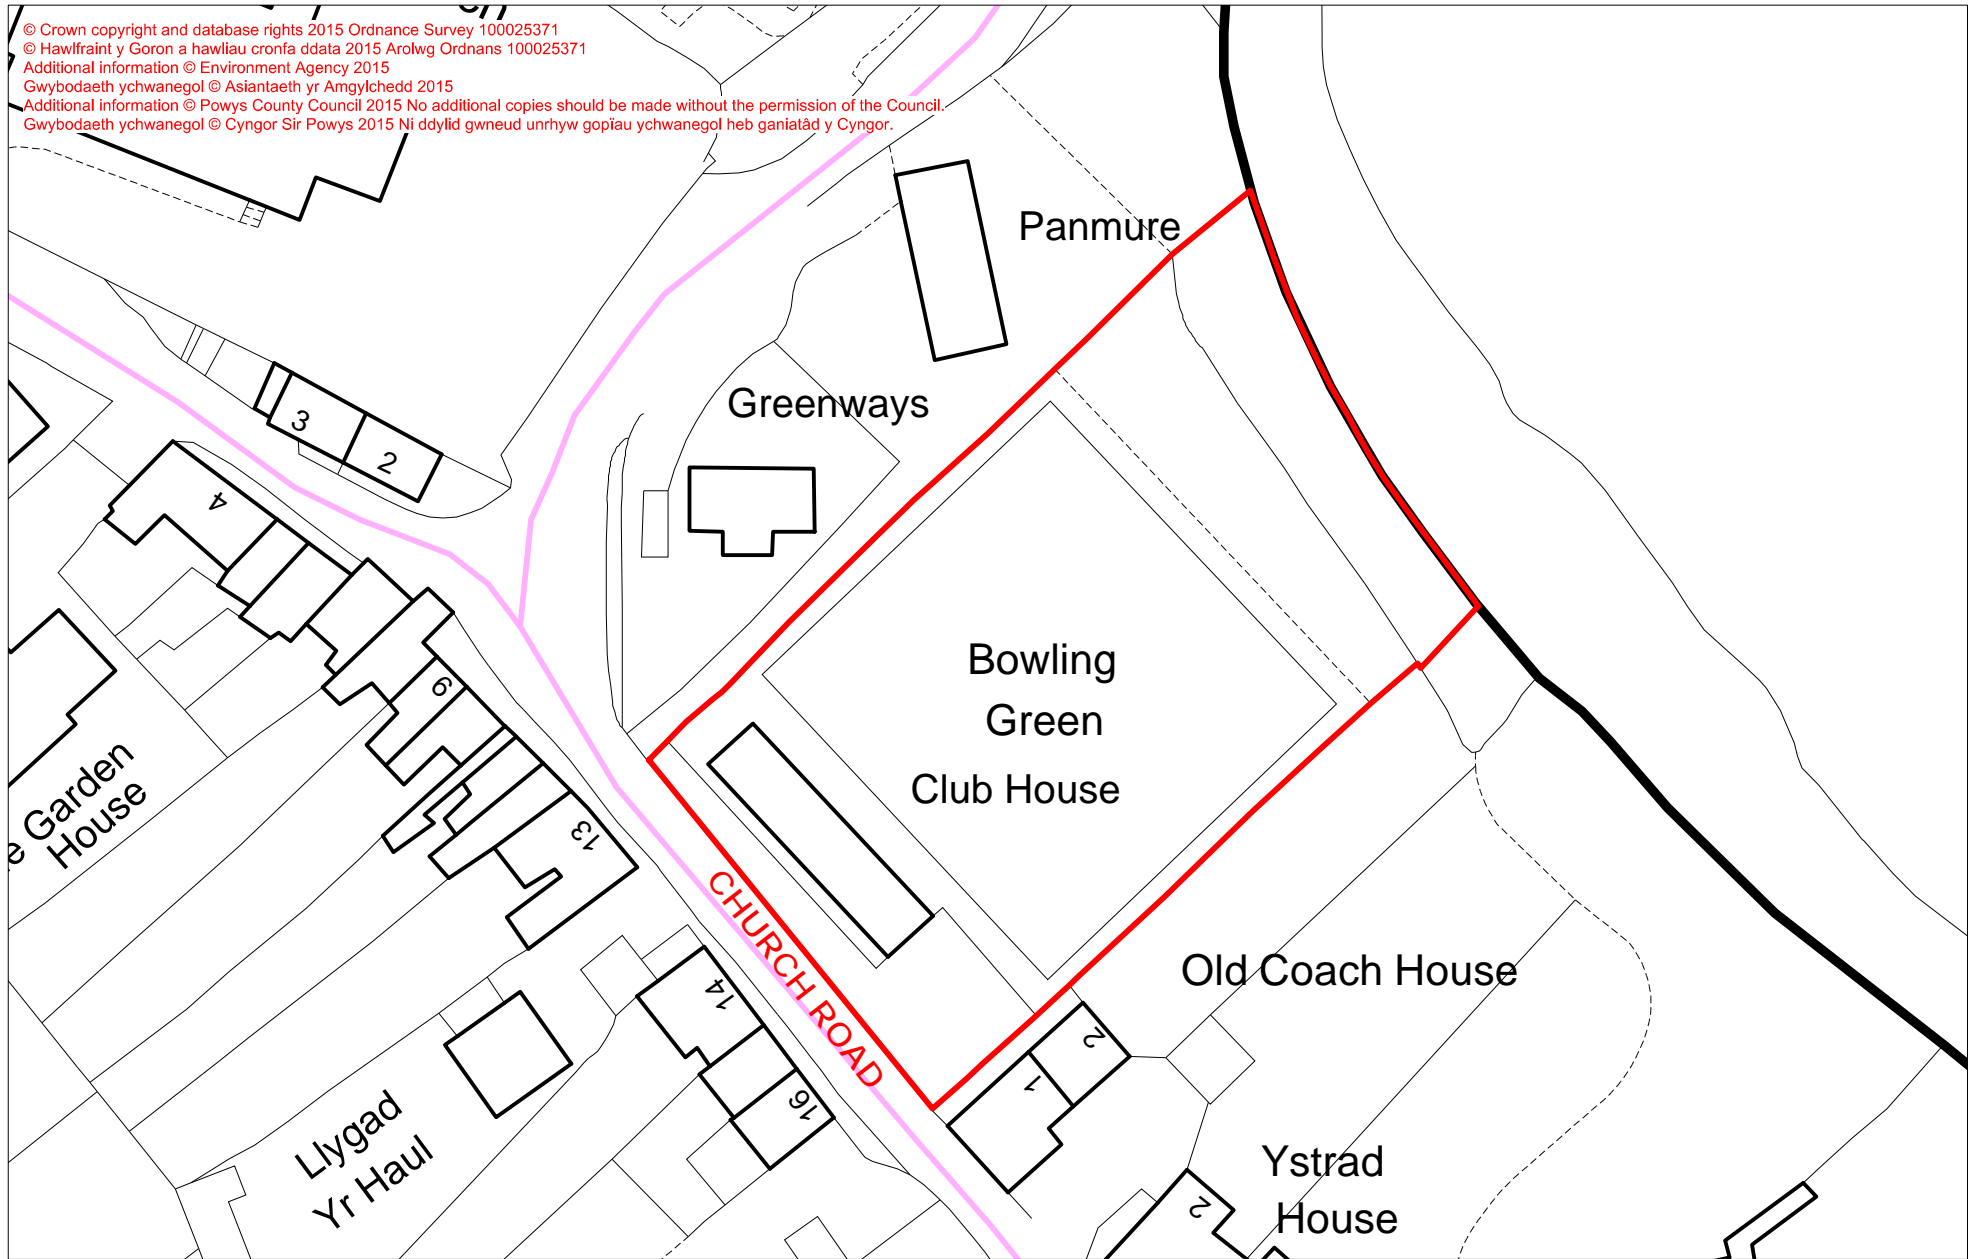 © Crown copyright and database rights 2015 Ordnance Survey 100025371
© Hawlfraint y Goron a hawliau cronfa ddata 2015 Arolwg Ordnans 100025371
Additional information © Environment Agency 2015
Gwybodaeth ychwanegol © Asiantaeth yr Amgylchedd 2015
Additional information © Powys County Council 2015 No additional copies should be made without the permission of the Council.
Gwybodaeth ychwanegol © Cyngor Sir Powys 2015 Ni ddylid gwneud unrhyw gopïau ychwanegol heb ganiatâd y Cyngor.
Panmure
Greenways
3
2
4
9
Bowling
Green
Club House
e Garden
House
13
CHURCH ROAD
Old Coach House
14
2
1
16
Llygad
Yr Haul
Ystrad
House
2